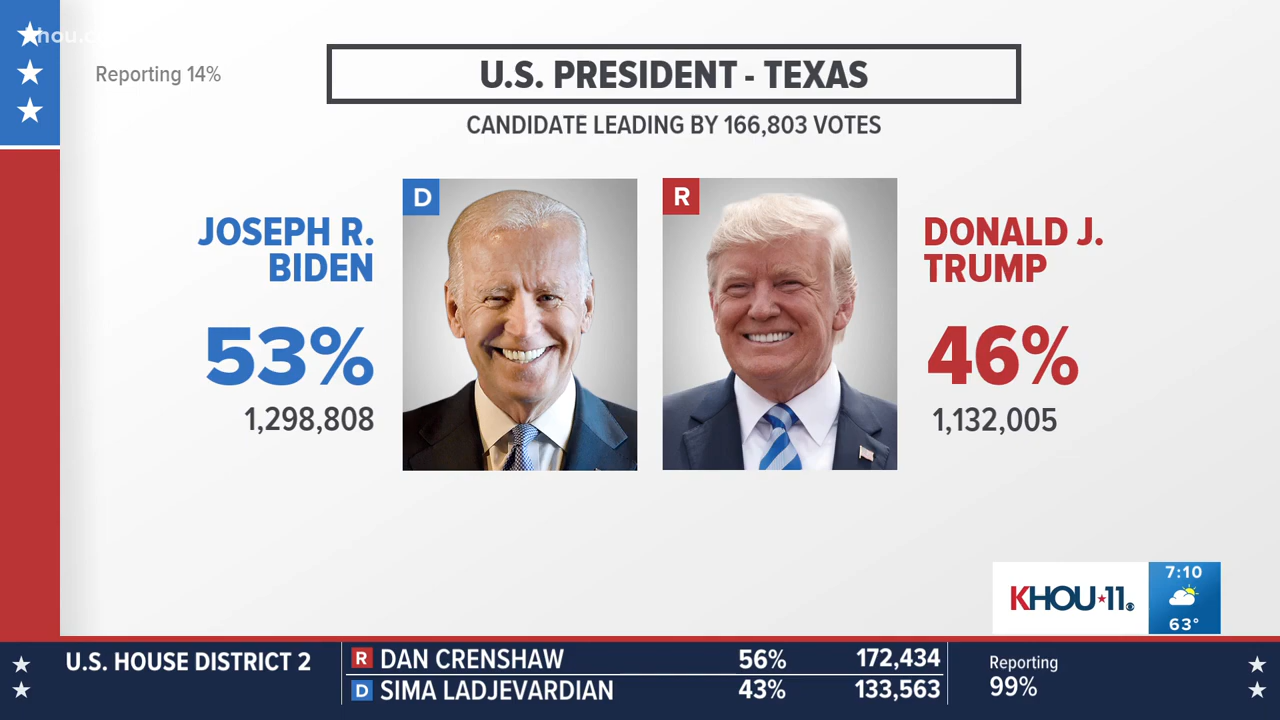 hou.c
Reporting 14%
U.S. PRESIDENT - TEXAS
CANDIDATE LEADING BY 166,803 VOTES
D
R
JOSEPH R.
BIDEN
53%
1,298,808
DONALD J.
TRUMP
46%
1,132,005
KHOU★11
7:10
63°
U.S. HOUSE DISTRICT 2
R DAN CRENSHAW 56% 172,434
D SIMA LADJEVARDIAN 43% 133,563
Reporting
99%